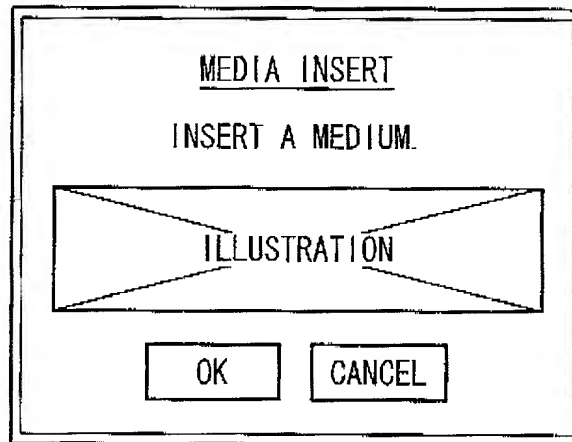 MEDIA INSERT
INSERT A MEDIUM.
ILLUSTRATION
OK
CANCEL